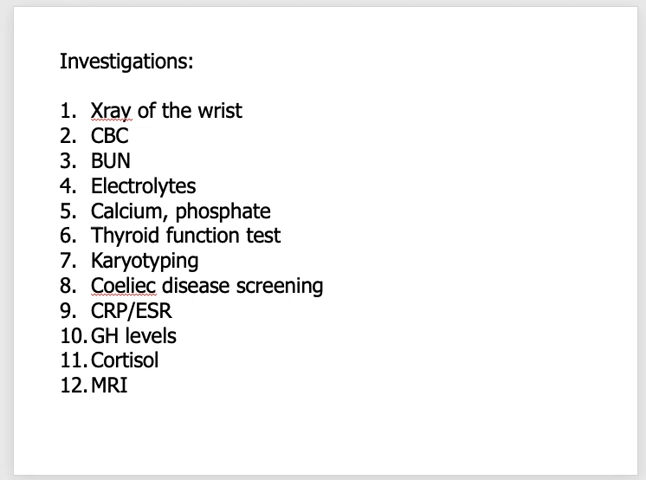 Investigations:
1. Xray of the wrist
2. CBC
3. BUN
4. Electrolytes
5. Calcium, phosphate
6. Thyroid function test
7. Karyotyping
8. Coeliec disease screening
9. CRP/ESR
10. GH levels
11. Cortisol
12. MRI